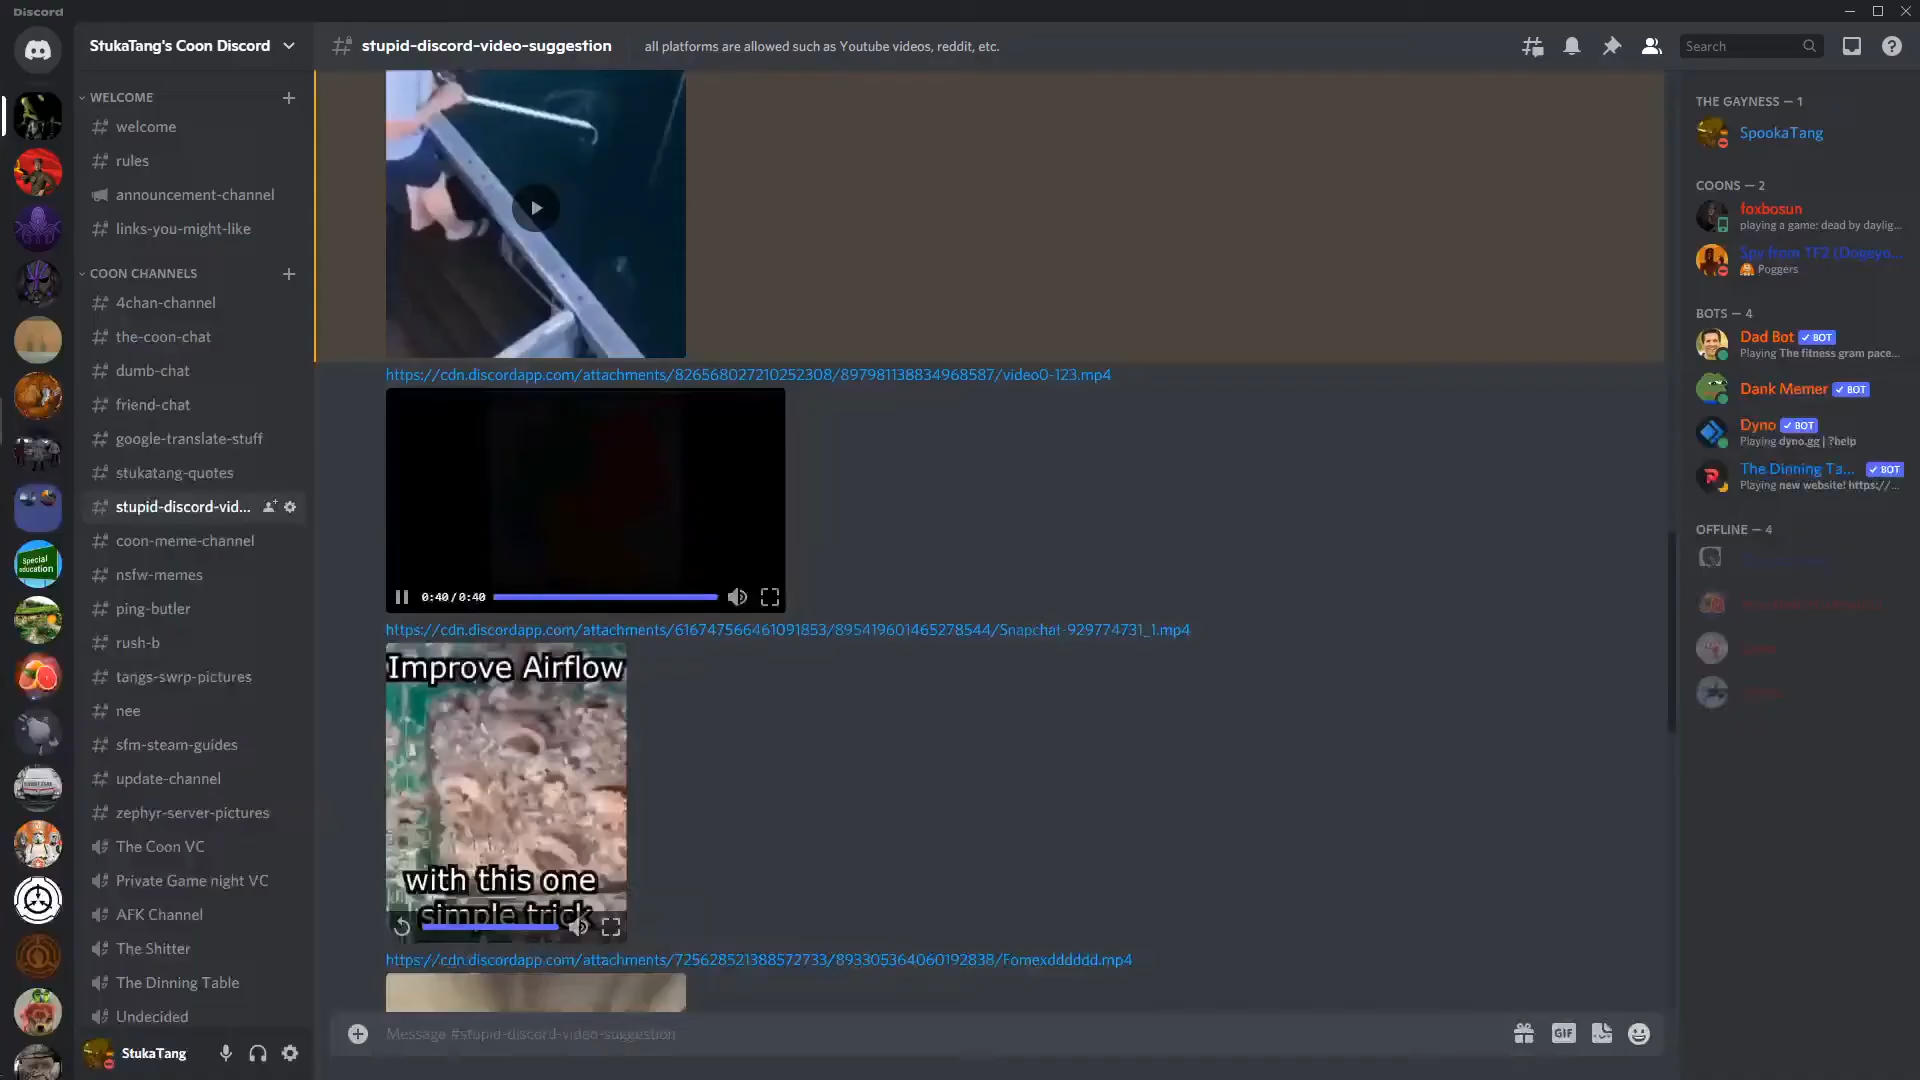 Discord
StukaTang's Coon Discord
stupid-discord-video-suggestion
all platforms are allowed such as Youtube videos, reddit, etc.
Search
WELCOME
welcome
rules
announcement-channel
links-you-might-like
COON CHANNELS
4chan-channel
the-coon-chat
dumb-chat
friend-chat
google-translate-stuff
stukatang-quotes
stupid-discord-vid...
coon-meme-channel
nsfw-memes
ping-butler
rush-b
tangs-swrp-pictures
nee
sfm-steam-guides
update-channel
zephyr-server-pictures
The Coon VC
Private Game night VC
AFK Channel
The Shitter
The Dinning Table
Undecided
StukaTang
Special
education
https://cdn.discordapp.com/attachments/826568027210252308/897981138834968587/video0-123.mp4
0:40/0:40
https://cdn.discordapp.com/attachments/616747566461091853/895419601465278544/Snapchat-929774731_1.mp4
Improve Airflow
with this one
simple trick
https://cdn.discordapp.com/attachments/725628521388572733/893305364060192838/Fomexdddddd.mp4
Message #stupid-discord-video-suggestion
GIF
THE GAYNESS — 1
SpookaTang
COONS — 2
foxbosun
playing a game: dead by daylig...
Spy from TF2 (Dogeyo...
Poggers
BOTS — 4
Dad Bot BOT
Playing The fitness gram pace...
Dank Memer BOT
Dyno BOT
Playing dyno.gg | ?help
The Dinning Ta... BOT
Playing new website! https://...
OFFLINE — 4